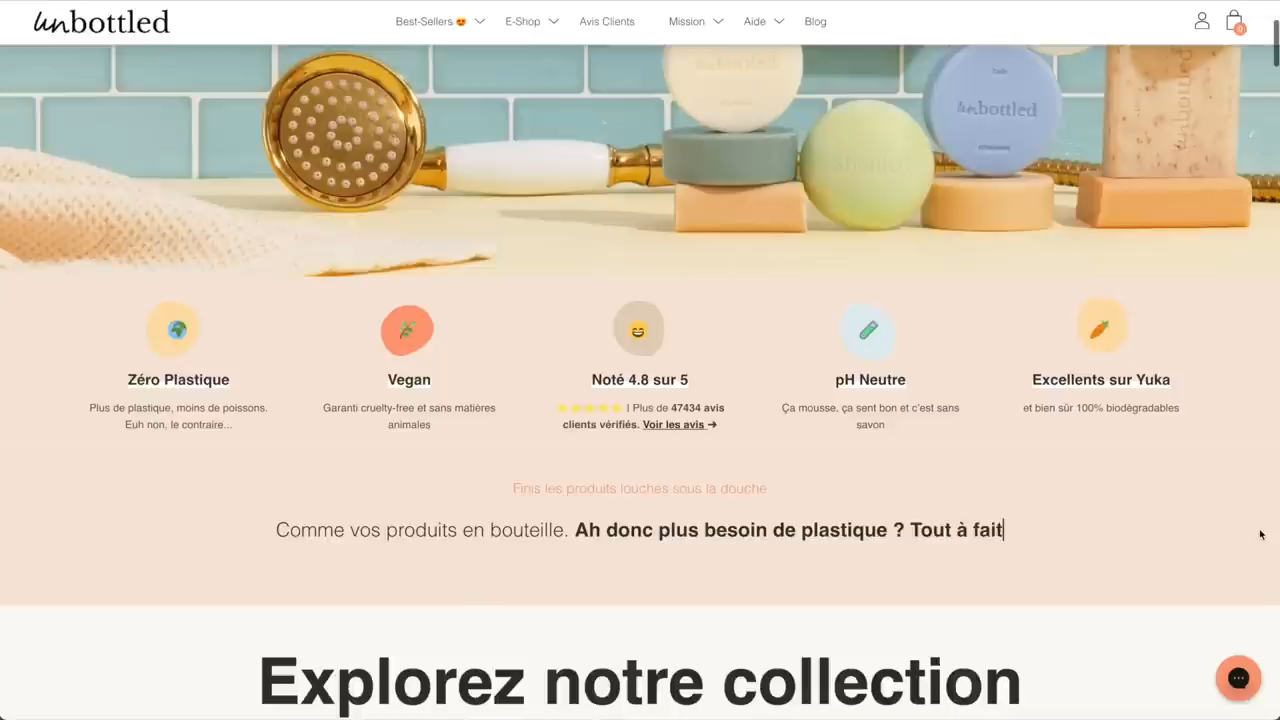 unbottled
Best-Sellers 😍 E-Shop Avis Clients Mission Aide Blog
0
unbottled
unbottled
Zéro Plastique
Plus de plastique, moins de poissons.
Euh non, le contraire...
Vegan
Garanti cruelty-free et sans matières
animales
Noté 4.8 sur 5
| Plus de 47434 avis
clients vérifiés. Voir les avis ➔
pH Neutre
Ça mousse, ça sent bon et c'est sans
savon
Excellents sur Yuka
et bien sûr 100% biodégradables
Finis les produits louches sous la douche
Comme vos produits en bouteille. Ah donc plus besoin de plastique ? Tout à fait
Explorez notre collection